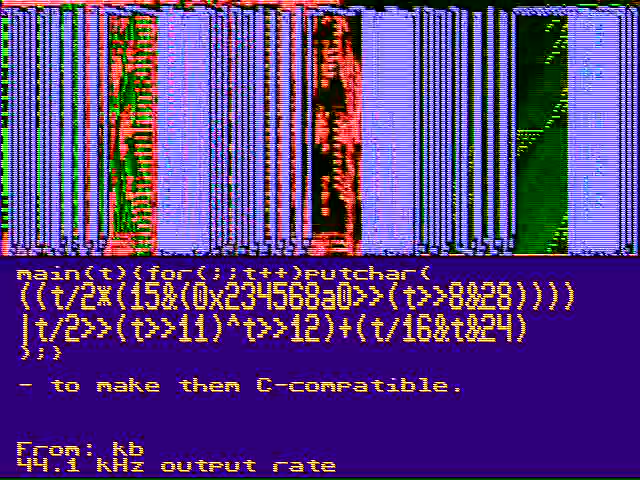 main(t){for(;;t++)putchar(
((t/2*(15&(0x234568a0>>(t>>8&28))))
|t/2>>(t>>11)^t>>12)+(t/16&t&24)
);}
- to make them C-compatible.
From: kb
44.1 kHz output rate